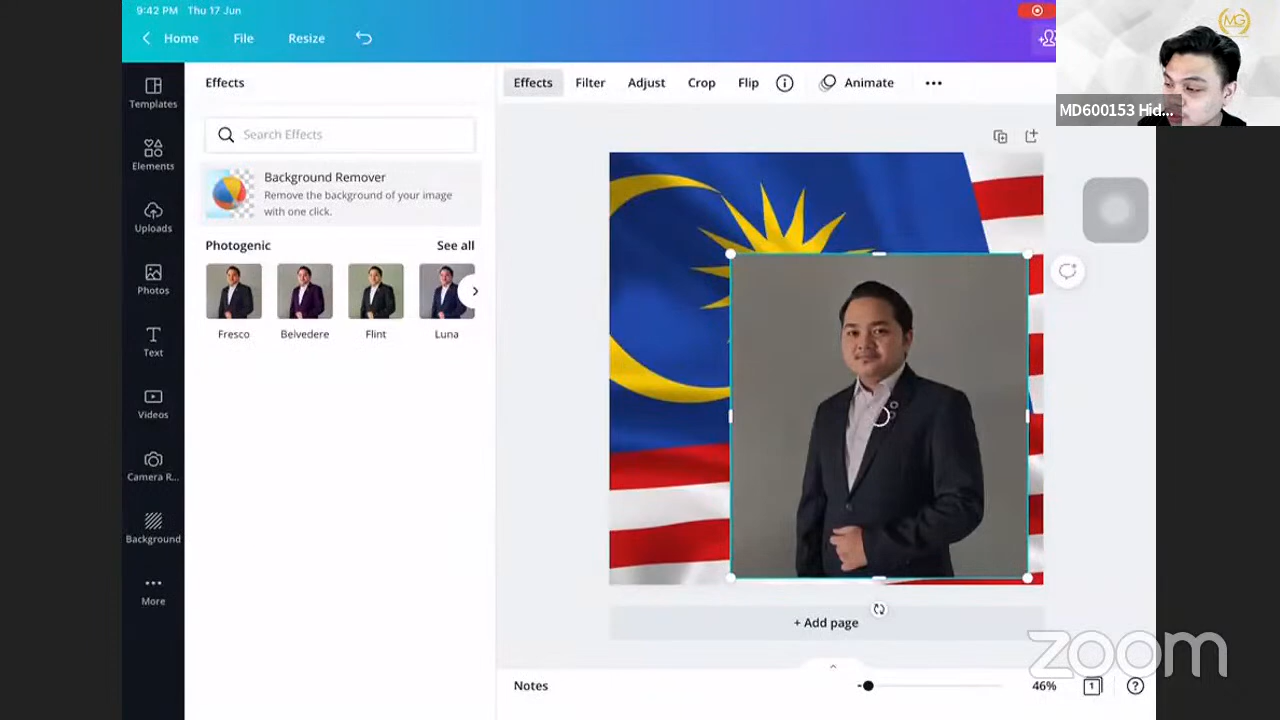 9:42 PM Thu 17 Jun
Home
File
Resize
MG
MD600153 Hid...
Templates
Elements
Uploads
Photos
Text
Videos
Camera R...
Background
More
Effects
Search Effects
Background Remover
Remove the background of your image
with one click.
Photogenic
See all
Fresco
Belvedere
Flint
Luna
Effects
Filter
Adjust
Crop
Flip
Animate
+ Add page
Notes
46%
1
?
zoom